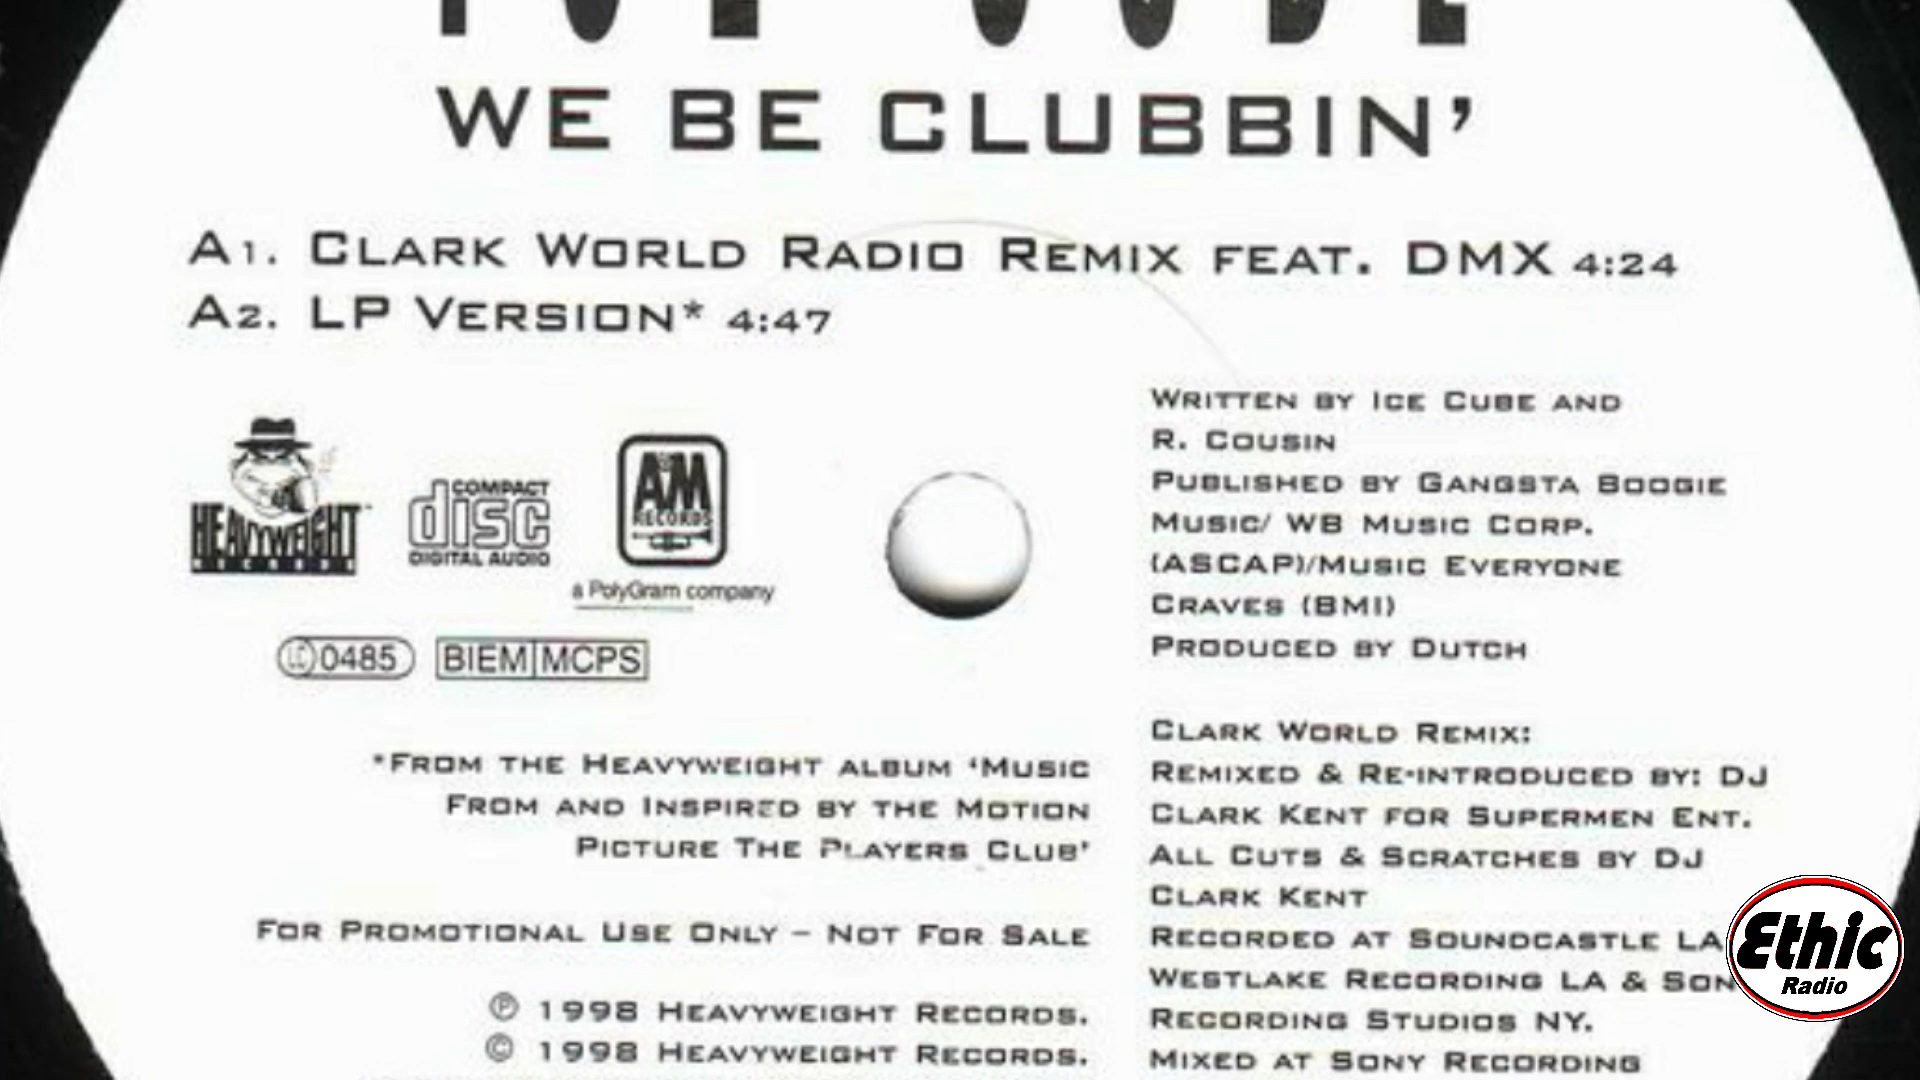 ICE CUBE
WE BE CLUBBIN'
A1. CLARK WORLD RADIO REMIX FEAT. DMX 4:24
A2. LP VERSION* 4:47
HEAVYWEIGHT
RECORDS
COMPACT
disc
DIGITAL AUDIO
A&M
RECORDS
a PolyGram company
LC 0485
BIEM MCPS
*FROM THE HEAVYWEIGHT ALBUM 'MUSIC
FROM AND INSPIRED BY THE MOTION
PICTURE THE PLAYERS CLUB'
FOR PROMOTIONAL USE ONLY – NOT FOR SALE
℗ 1998 HEAVYWEIGHT RECORDS.
© 1998 HEAVYWEIGHT RECORDS.
WRITTEN BY ICE CUBE AND
R. COUSIN
PUBLISHED BY GANGSTA BOOGIE
MUSIC/ WB MUSIC CORP.
(ASCAP)/MUSIC EVERYONE
CRAVES (BMI)
PRODUCED BY DUTCH
CLARK WORLD REMIX:
REMIXED & RE-INTRODUCED BY: DJ
CLARK KENT FOR SUPERMEN ENT.
ALL CUTS & SCRATCHES BY DJ
CLARK KENT
RECORDED AT SOUNDCASTLE LA
WESTLAKE RECORDING LA & SON
RECORDING STUDIOS NY.
MIXED AT SONY RECORDING
Ethic
Radio